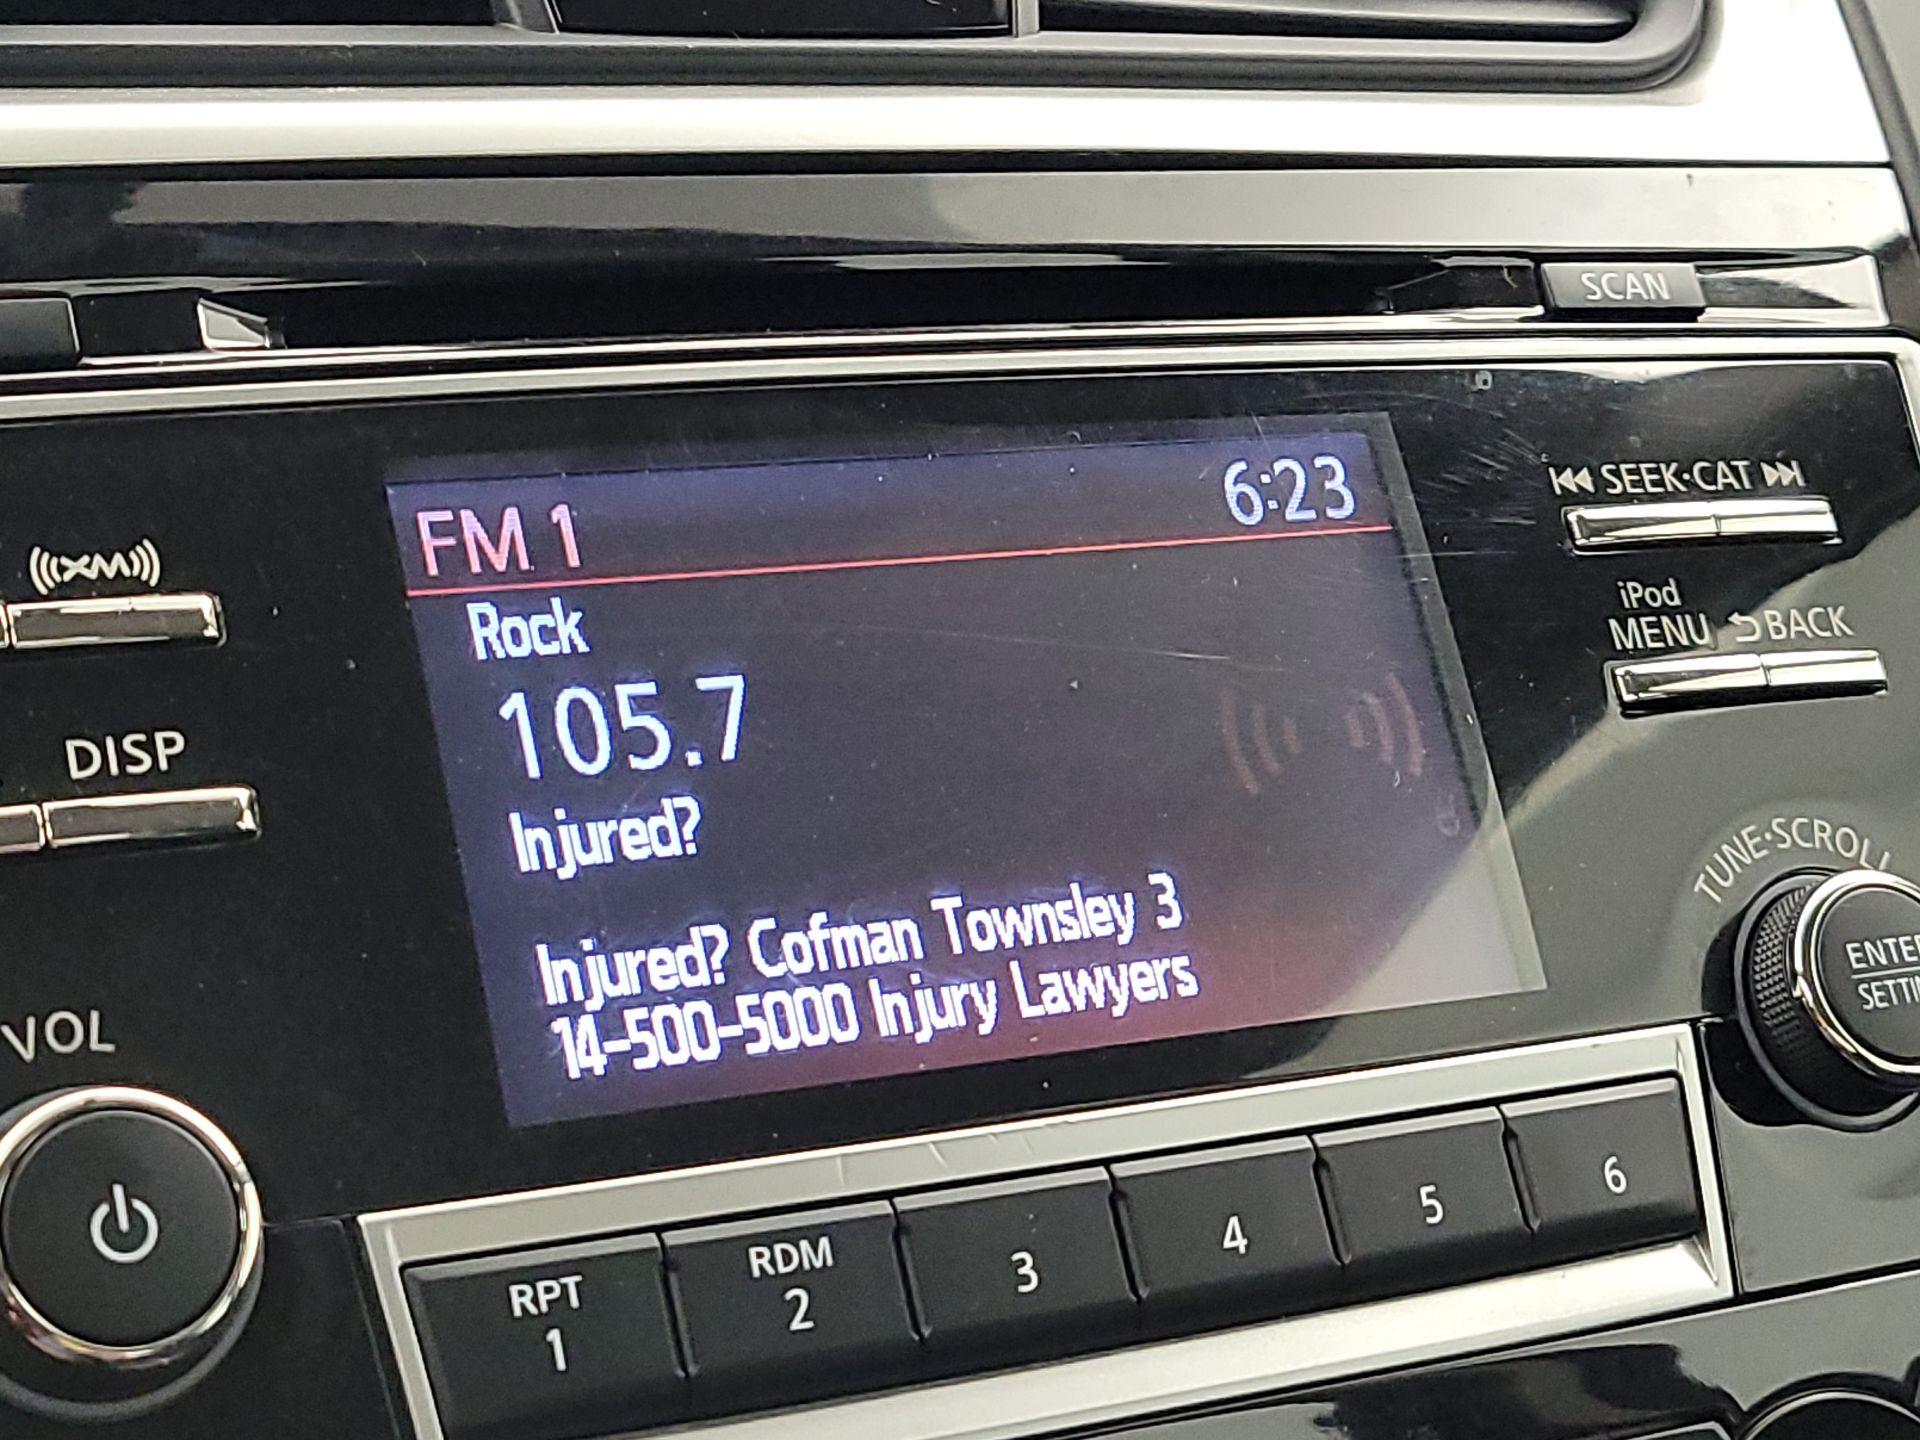 SCAN
FM 1 6:23
SEEK·CAT
XM
Rock
iPod
MENU BACK
105.7
DISP
Injured?
TUNE·SCROLL
Injured? Cofman Townsley 3
14-500-5000 Injury Lawyers
VOL
RPT
1
RDM
2
3
4
5
6